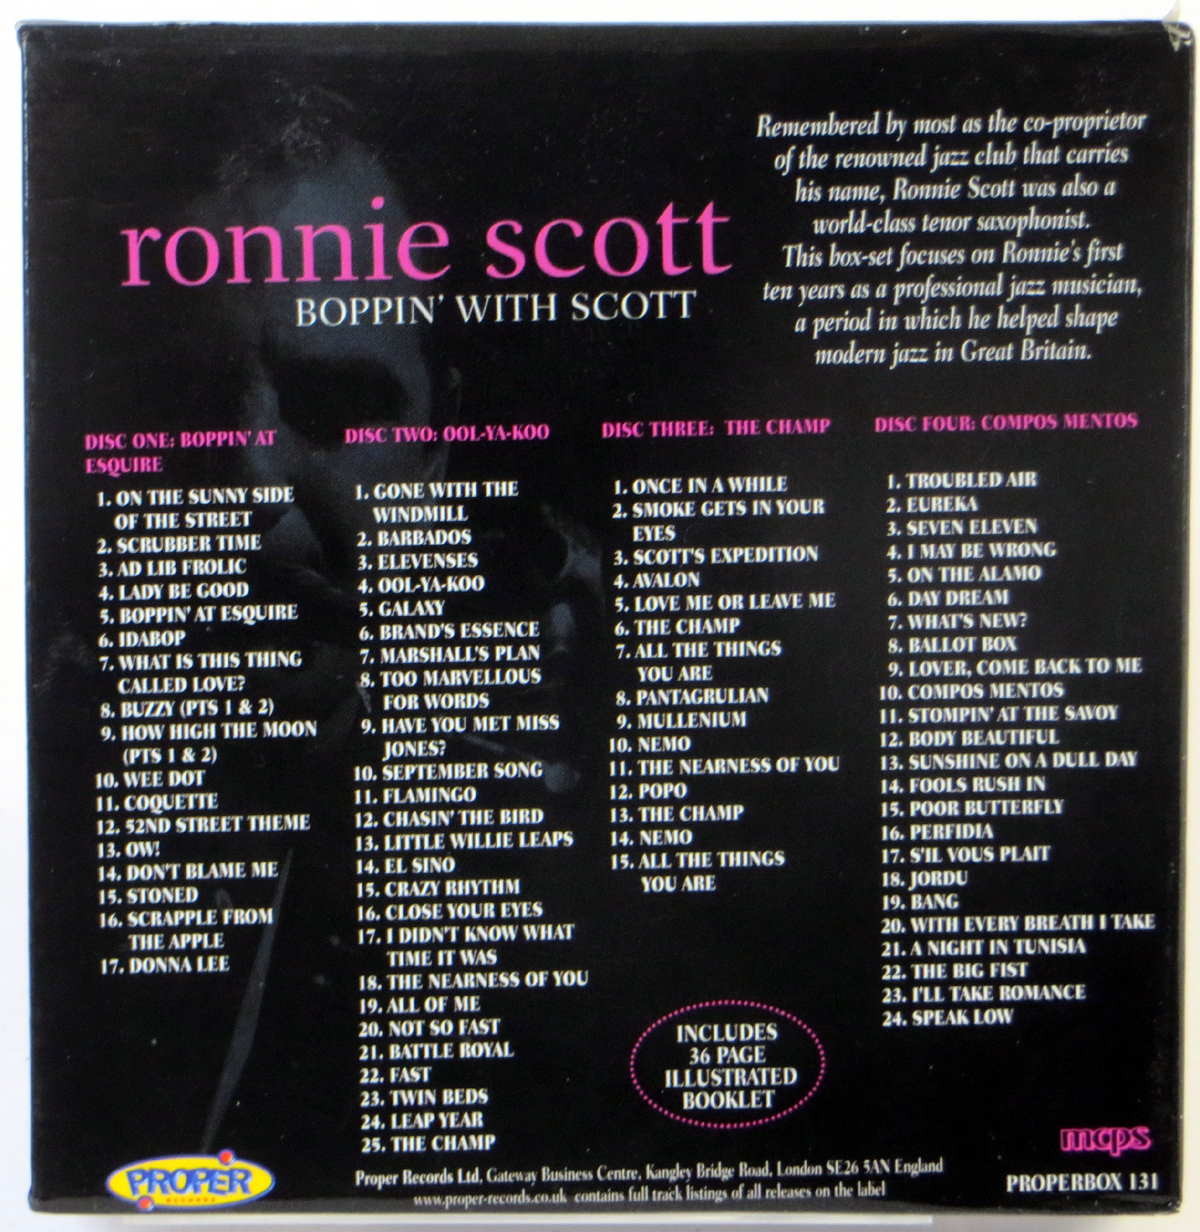 Remembered by most as the co-proprietor
of the renowned jazz club that carries
his name, Ronnie Scott was also a
world-class tenor saxophonist.
This box-set focuses on Ronnie's first
ten years as a professional jazz musician,
a period in which he helped shape
modern jazz in Great Britain.
ronnie scott
BOPPIN' WITH SCOTT
DISC ONE: BOPPIN' AT
ESQUIRE
1. ON THE SUNNY SIDE
OF THE STREET
2. SCRUBBER TIME
3. AD LIB FROLIC
4. LADY BE GOOD
5. BOPPIN' AT ESQUIRE
6. IDABOP
7. WHAT IS THIS THING
CALLED LOVE?
8. BUZZY (PTS 1 & 2)
9. HOW HIGH THE MOON
(PTS 1 & 2)
10. WEE DOT
11. COQUETTE
12. 52ND STREET THEME
13. OW!
14. DON'T BLAME ME
15. STONED
16. SCRAPPLE FROM
THE APPLE
17. DONNA LEE
DISC TWO: OOL-YA-KOO
1. GONE WITH THE
WINDMILL
2. BARBADOS
3. ELEVENSES
4. OOL-YA-KOO
5. GALAXY
6. BRAND'S ESSENCE
7. MARSHALL'S PLAN
8. TOO MARVELLOUS
FOR WORDS
9. HAVE YOU MET MISS
JONES?
10. SEPTEMBER SONG
11. FLAMINGO
12. CHASIN' THE BIRD
13. LITTLE WILLIE LEAPS
14. EL SINO
15. CRAZY RHYTHM
16. CLOSE YOUR EYES
17. I DIDN'T KNOW WHAT
TIME IT WAS
18. THE NEARNESS OF YOU
19. ALL OF ME
20. NOT SO FAST
21. BATTLE ROYAL
22. FAST
23. TWIN BEDS
24. LEAP YEAR
25. THE CHAMP
DISC THREE: THE CHAMP
1. ONCE IN A WHILE
2. SMOKE GETS IN YOUR
EYES
3. SCOTT'S EXPEDITION
4. AVALON
5. LOVE ME OR LEAVE ME
6. THE CHAMP
7. ALL THE THINGS
YOU ARE
8. PANTAGRULIAN
9. MULLENIUM
10. NEMO
11. THE NEARNESS OF YOU
12. POPO
13. THE CHAMP
14. NEMO
15. ALL THE THINGS
YOU ARE
DISC FOUR: COMPOS MENTOS
1. TROUBLED AIR
2. EUREKA
3. SEVEN ELEVEN
4. I MAY BE WRONG
5. ON THE ALAMO
6. DAY DREAM
7. WHAT'S NEW?
8. BALLOT BOX
9. LOVER, COME BACK TO ME
10. COMPOS MENTOS
11. STOMPIN' AT THE SAVOY
12. BODY BEAUTIFUL
13. SUNSHINE ON A DULL DAY
14. FOOLS RUSH IN
15. POOR BUTTERFLY
16. PERFIDIA
17. S'IL VOUS PLAIT
18. JORDU
19. BANG
20. WITH EVERY BREATH I TAKE
21. A NIGHT IN TUNISIA
22. THE BIG FIST
23. I'LL TAKE ROMANCE
24. SPEAK LOW
INCLUDES
36 PAGE
ILLUSTRATED
BOOKLET
PROPER
RECORDS
Proper Records Ltd, Gateway Business Centre, Kangley Bridge Road, London SE26 5AN England
www.proper-records.co.uk contains full track listings of all releases on the label
mcps
PROPERBOX 131